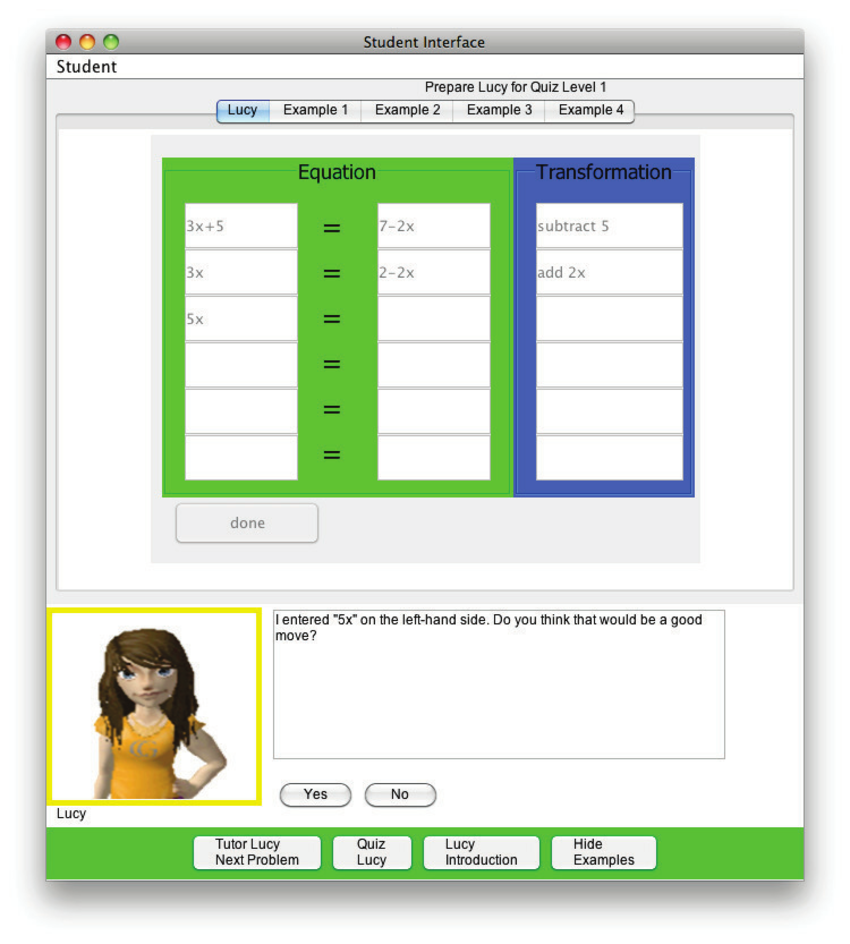 Student Interface
Student
Prepare Lucy for Quiz Level 1
Lucy Example 1 Example 2 Example 3 Example 4
Equation Transformation
3x+5 = 7-2x subtract 5
3x = 2-2x add 2x
5x =
=
=
=
done
I entered "5x" on the left-hand side. Do you think that would be a good
move?
Yes No
Lucy
Tutor Lucy
Next Problem
Quiz
Lucy
Lucy
Introduction
Hide
Examples